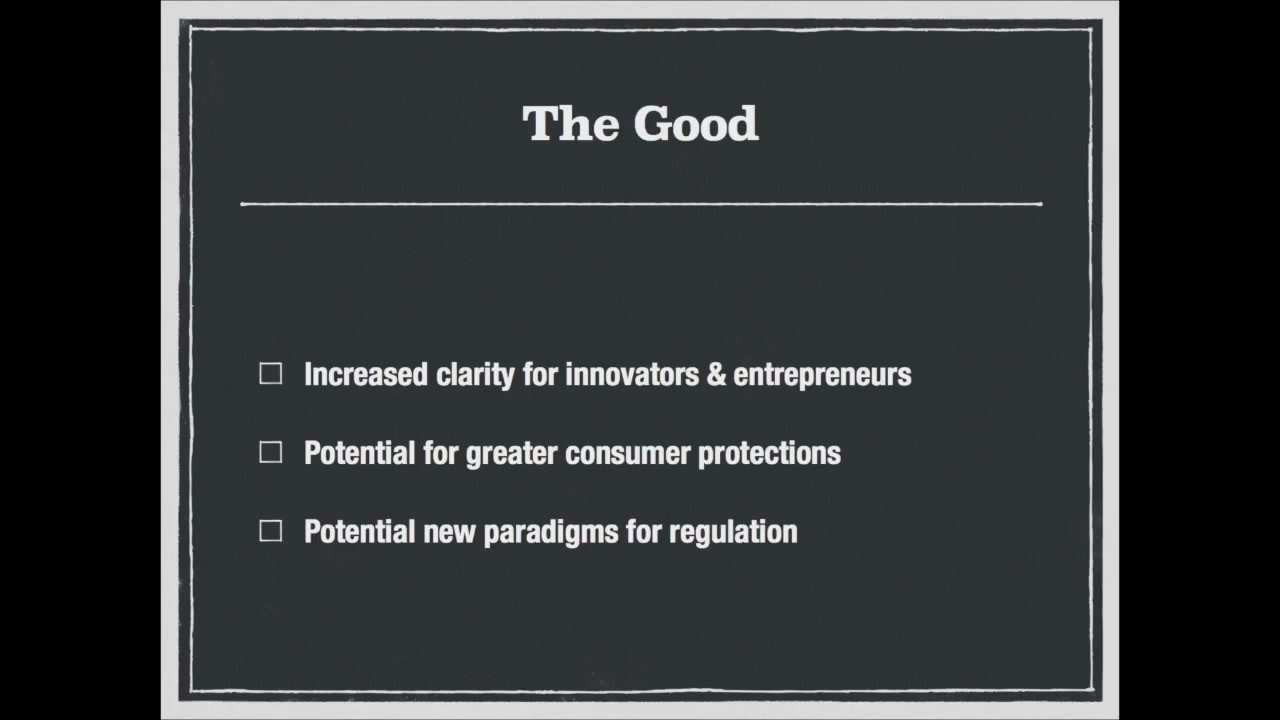 The Good
Increased clarity for innovators & entrepreneurs
Potential for greater consumer protections
Potential new paradigms for regulation